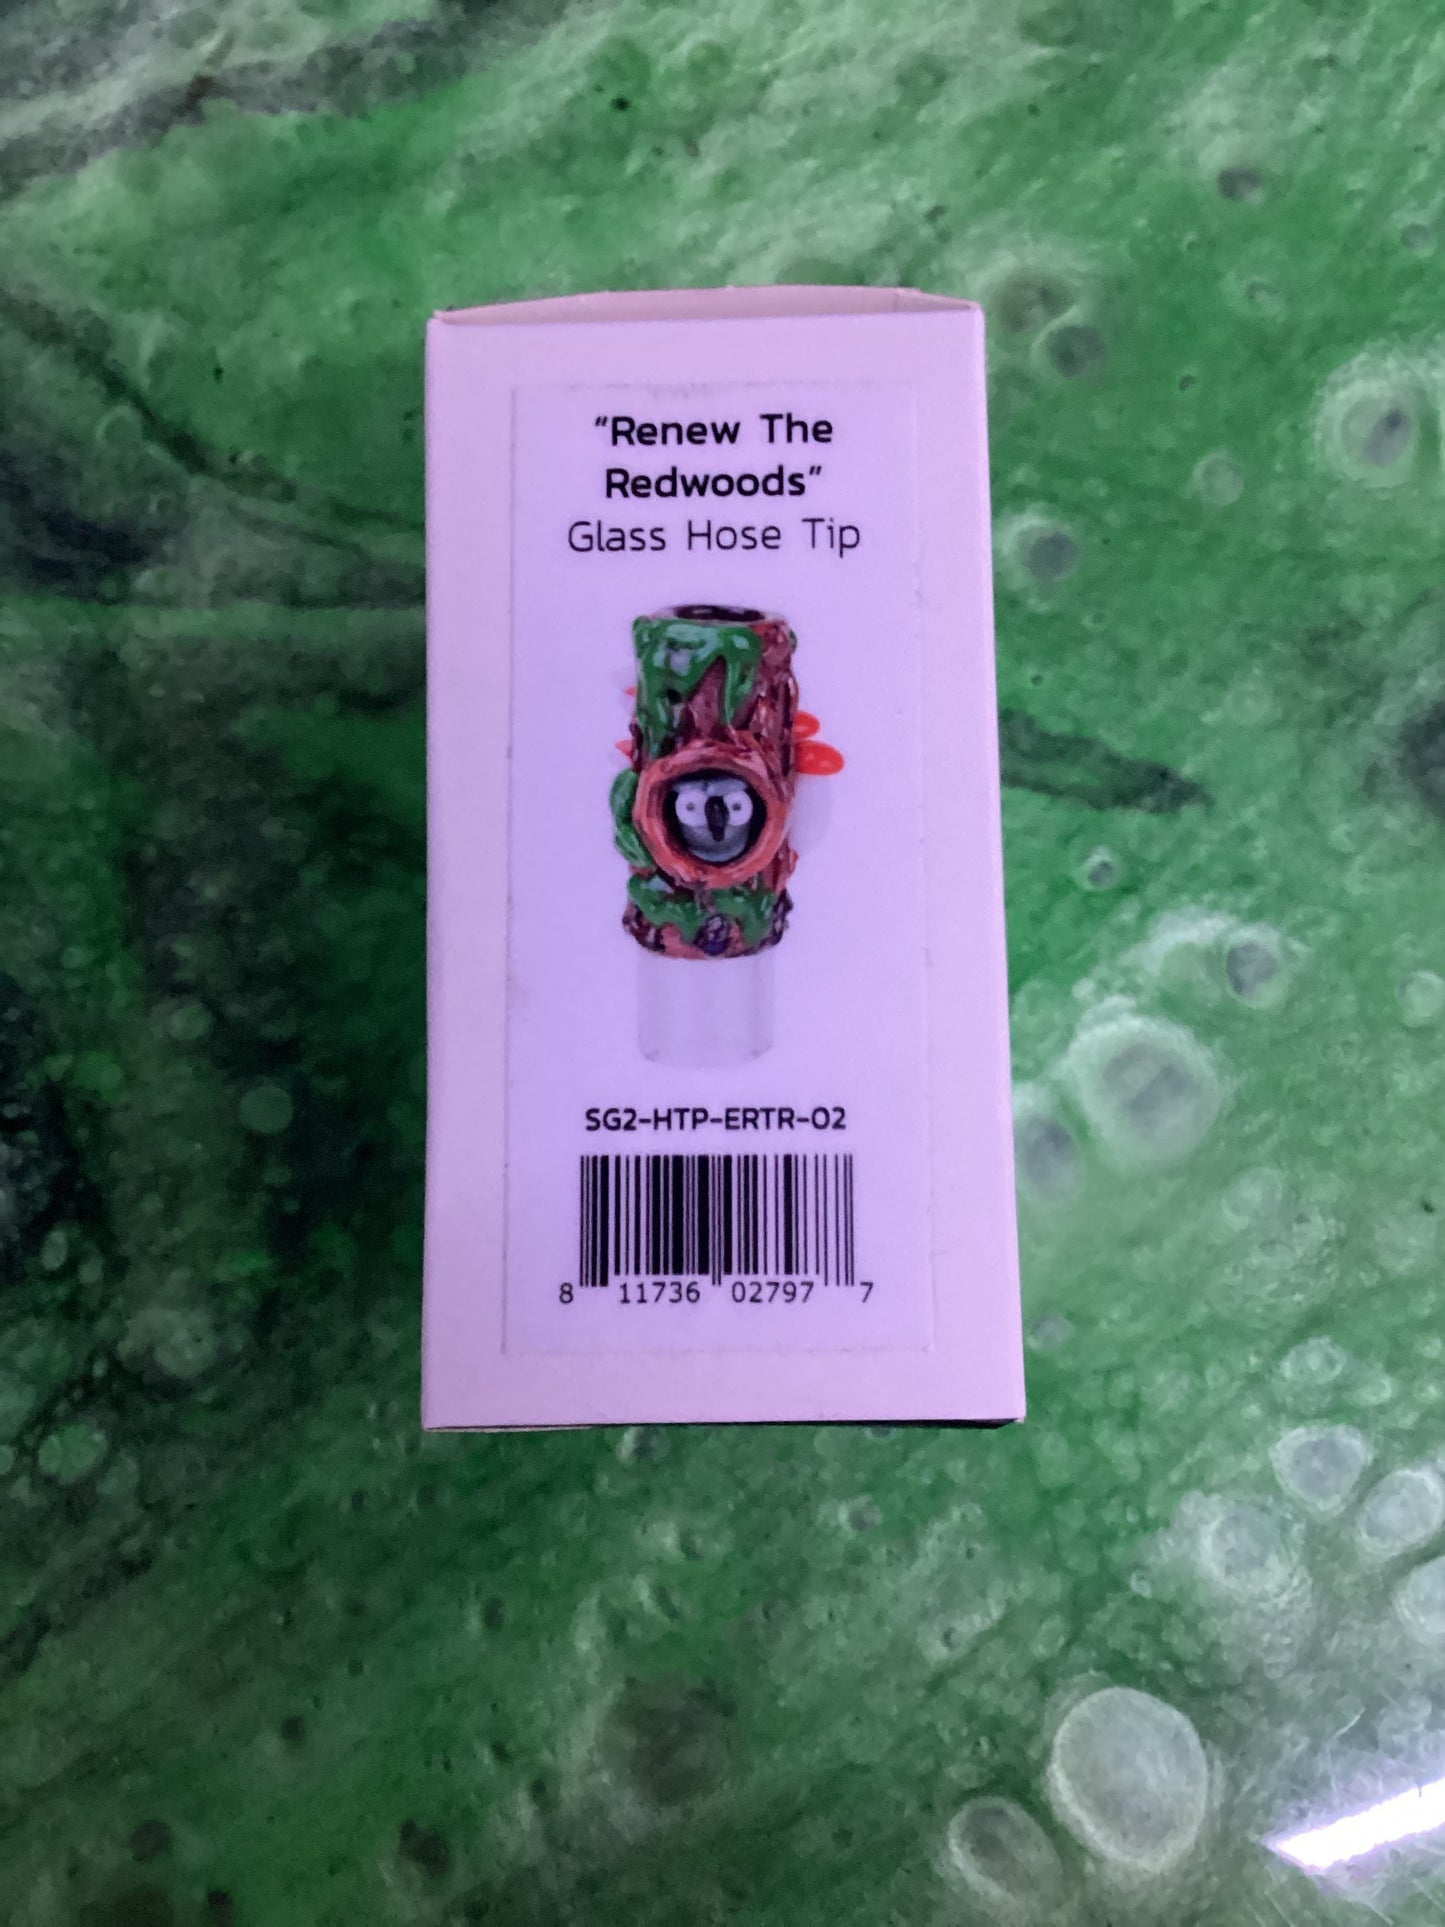 “Renew The
Redwoods”
Glass Hose Tip
SG2-HTP-ERTR-02
8 11736 02797 7